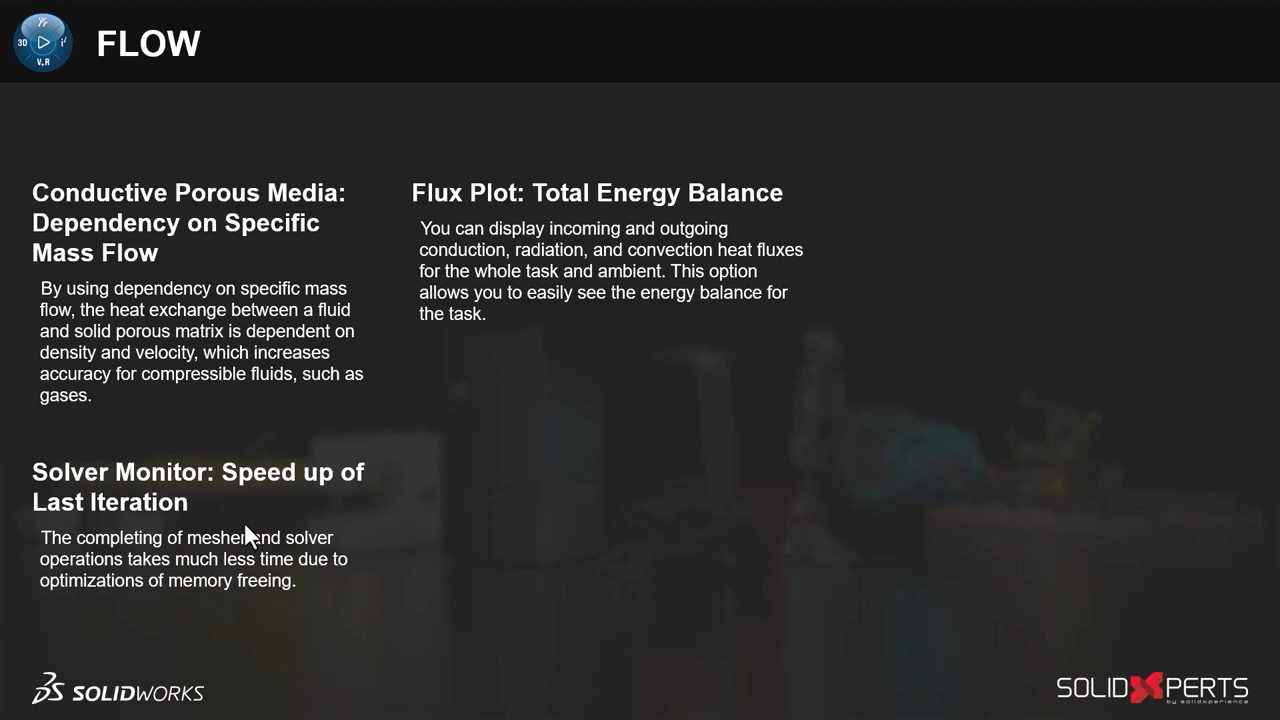 FLOW
Conductive Porous Media:
Dependency on Specific
Mass Flow
By using dependency on specific mass
flow, the heat exchange between a fluid
and solid porous matrix is dependent on
density and velocity, which increases
accuracy for compressible fluids, such as
gases.
Solver Monitor: Speed up of
Last Iteration
The completing of mesher and solver
operations takes much less time due to
optimizations of memory freeing.
Flux Plot: Total Energy Balance
You can display incoming and outgoing
conduction, radiation, and convection heat fluxes
for the whole task and ambient. This option
allows you to easily see the energy balance for
the task.
3D
V.R
SOLIDWORKS
SOLIDXPERTS
by solidxperience